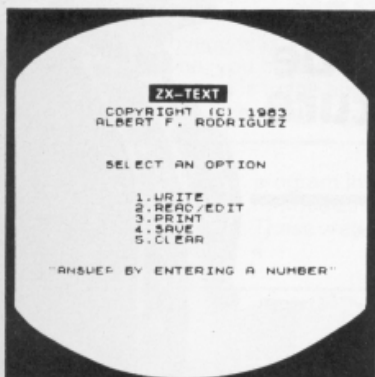 ZX-TEXT
COPYRIGHT (C) 1983
ALBERT F. RODRIGUEZ
SELECT AN OPTION
1.WRITE
2.READ/EDIT
3.PRINT
4.SAVE
5.CLEAR
"ANSWER BY ENTERING A NUMBER"